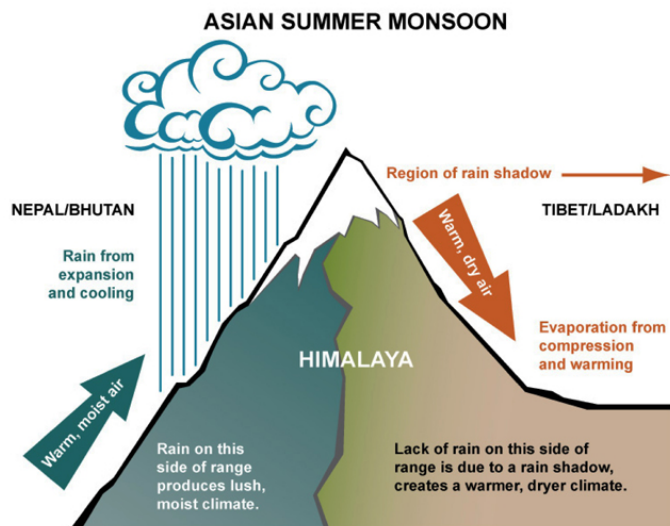 ASIAN SUMMER MONSOON
Region of rain shadow
NEPAL/BHUTAN
TIBET/LADAKH
Rain from
expansion
and cooling
Warm, dry air
Evaporation from
compression
and warming
HIMALAYA
Warm, moist air
Rain on this
side of range
produces lush,
moist climate.
Lack of rain on this side of
range is due to a rain shadow,
creates a warmer, dryer climate.